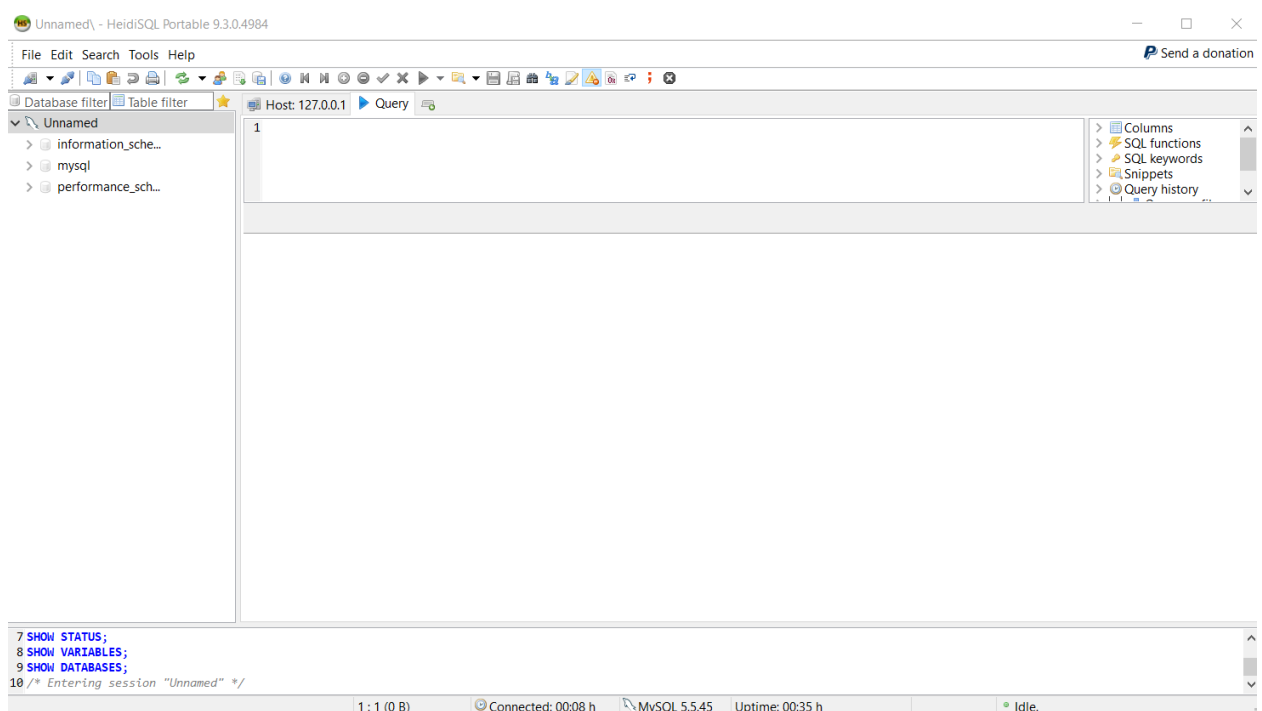 Unnamed\ - HeidiSQL Portable 9.3.0.4984
File Edit Search Tools Help
Send a donation
Database filter Table filter
Host: 127.0.0.1 Query
Unnamed
information_sche...
mysql
performance_sch...
1
Columns
SQL functions
SQL keywords
Snippets
Query history
7 SHOW STATUS;
8 SHOW VARIABLES;
9 SHOW DATABASES;
10 /* Entering session "Unnamed" */
1 : 1 (0 B) Connected: 00:08 h MySQL 5.5.45 Uptime: 00:35 h Idle.